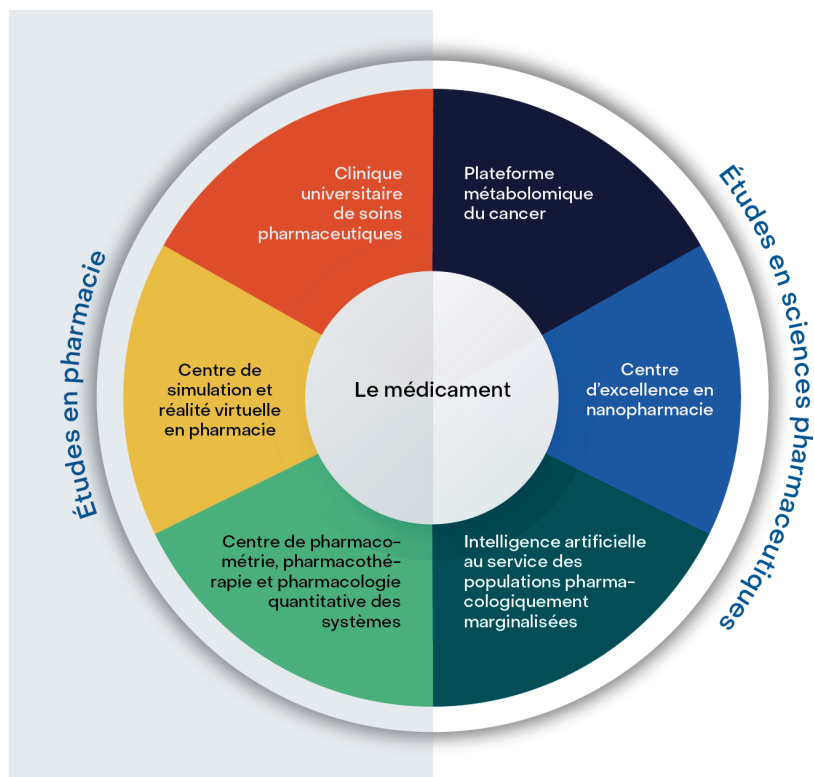 Études en pharmacie
Études en sciences pharmaceutiques
Clinique
universitaire
de soins
pharmaceutiques
Plateforme
métabolomique
du cancer
Centre de
simulation et
réalité virtuelle
en pharmacie
Le médicament
Centre
d’excellence en
nanopharmacie
Centre de pharmaco-
métrie, pharmacothé-
rapie et pharmacologie
quantitative des
systèmes
Intelligence artificielle
au service des
populations pharma-
cologiquement
marginalisées